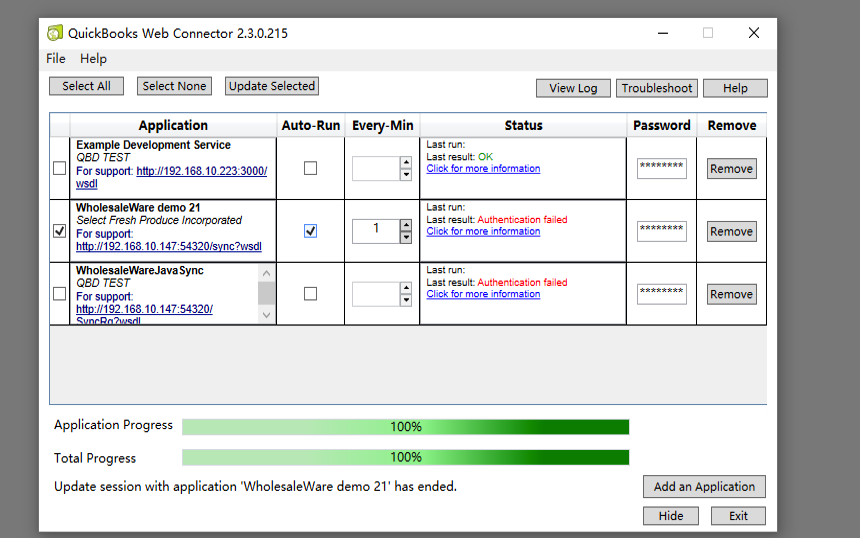 QuickBooks Web Connector 2.3.0.215
File Help
Select All Select None Update Selected View Log Troubleshoot Help
Application Auto-Run Every-Min Status Password Remove
Example Development Service
QBD TEST
For support: http://192.168.10.223:3000/
wsdl
Last run:
Last result: OK
Click for more information
********
Remove
WholesaleWare demo 21
Select Fresh Produce Incorporated
For support:
http://192.168.10.147:54320/sync?wsdl
1
Last run:
Last result: Authentication failed
Click for more information
********
Remove
WholesaleWareJavaSync
QBD TEST
For support:
http://192.168.10.147:54320/
SyncRq?wsdl
Last run:
Last result: Authentication failed
Click for more information
********
Remove
Application Progress 100%
Total Progress 100%
Update session with application 'WholesaleWare demo 21' has ended.
Add an Application
Hide Exit